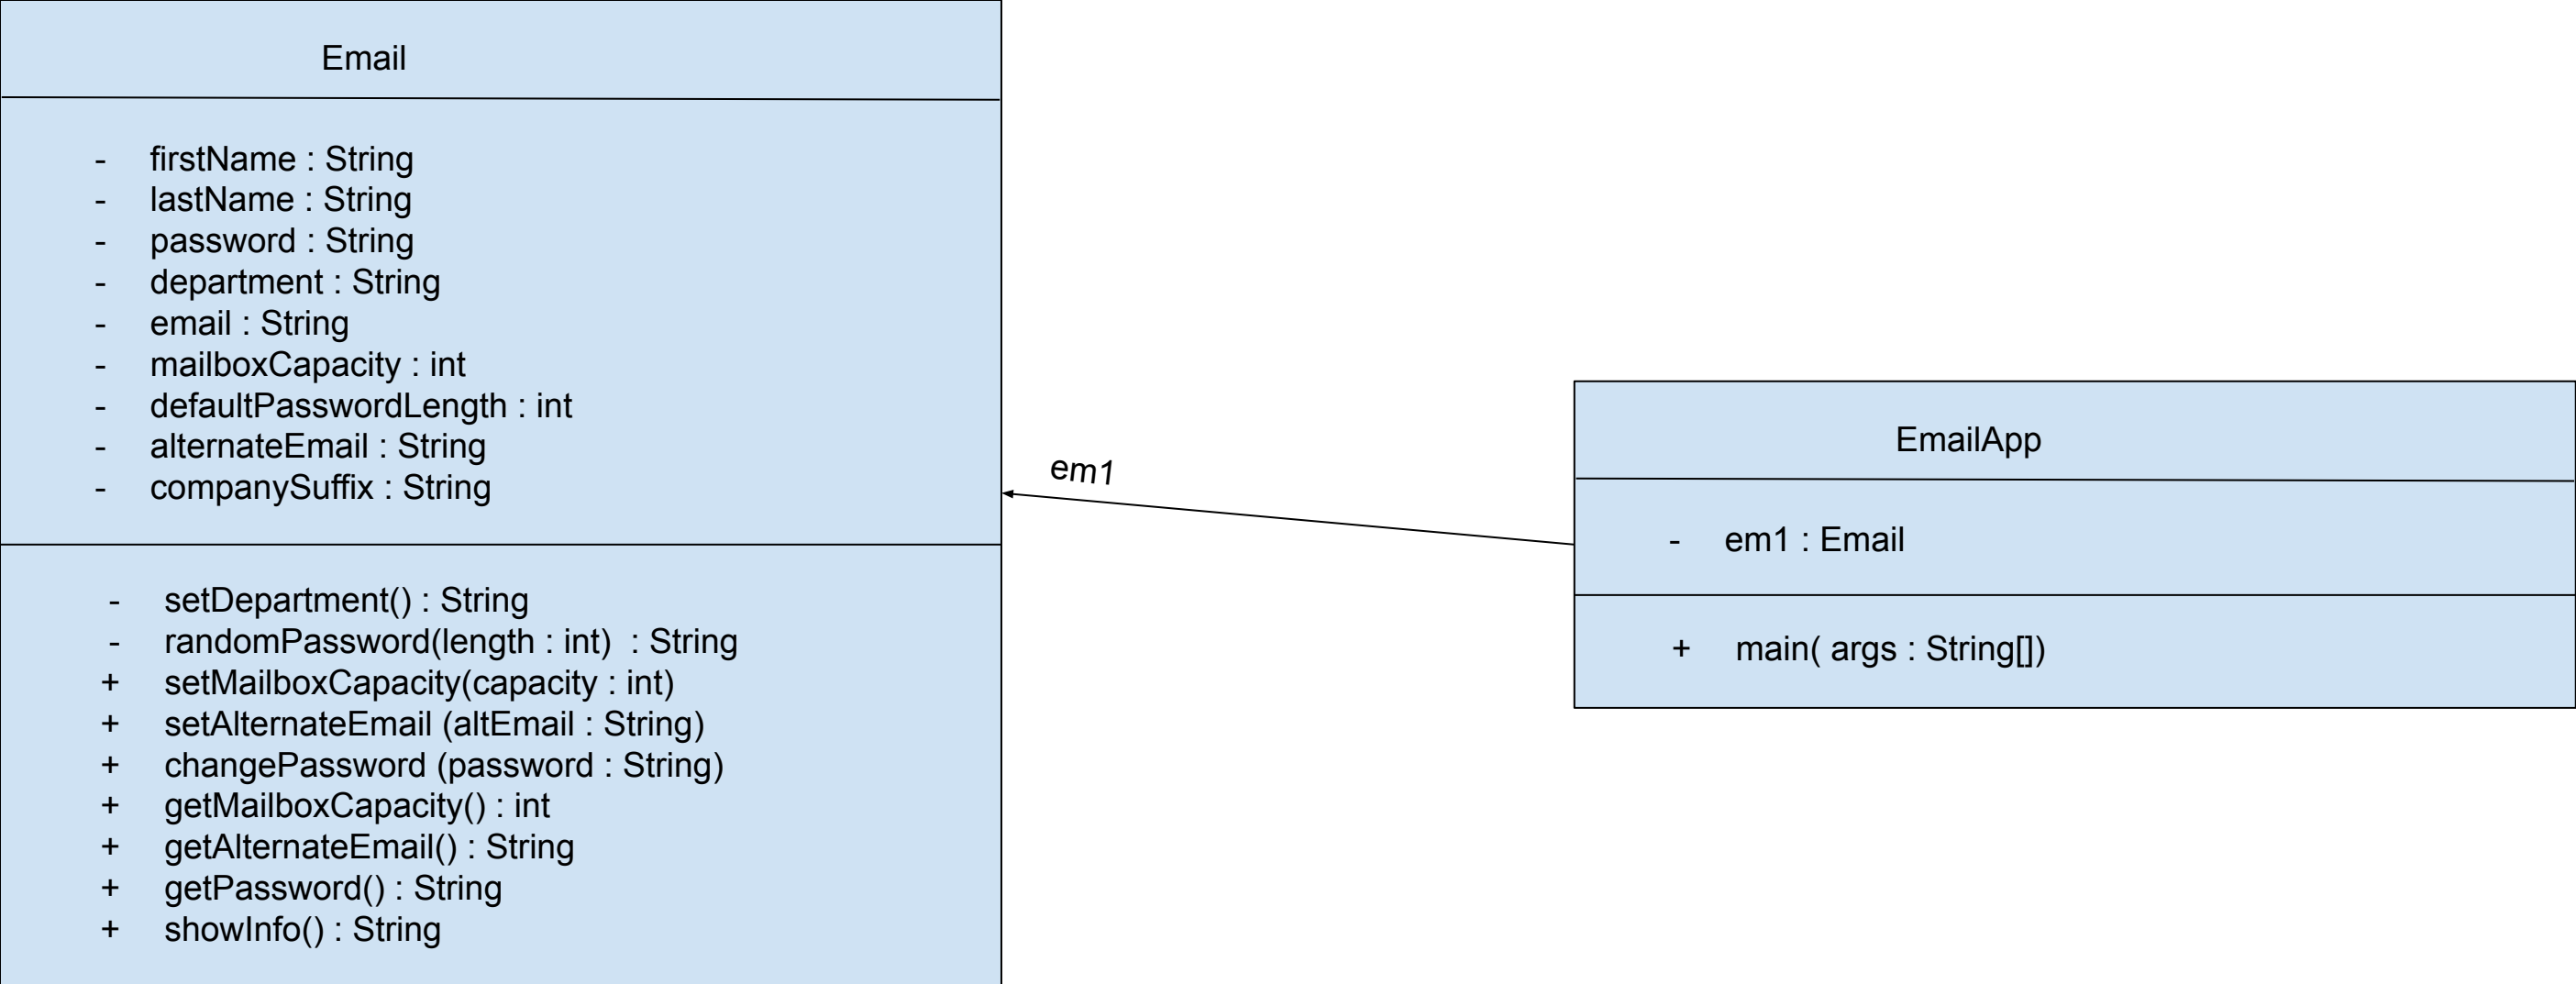 Email
- firstName : String
- lastName : String
- password : String
- department : String
- email : String
- mailboxCapacity : int
- defaultPasswordLength : int
- alternateEmail : String
- companySuffix : String
- setDepartment() : String
- randomPassword(length : int) : String
+ setMailboxCapacity(capacity : int)
+ setAlternateEmail (altEmail : String)
+ changePassword (password : String)
+ getMailboxCapacity() : int
+ getAlternateEmail() : String
+ getPassword() : String
+ showInfo() : String
em1
EmailApp
- em1 : Email
+ main( args : String[])